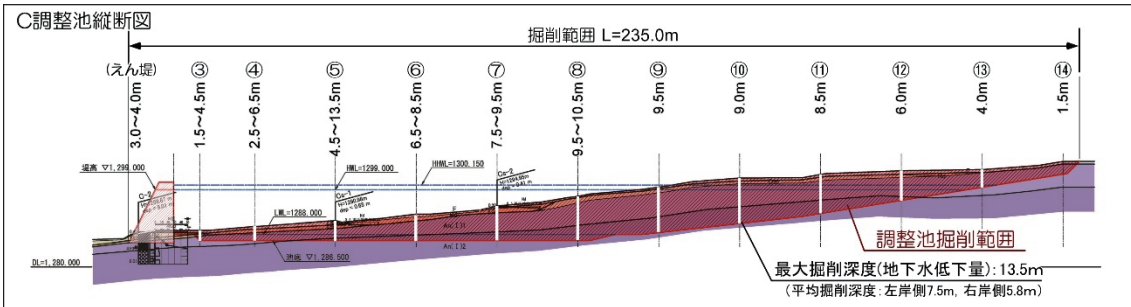 C調整池縦断図
掘削範囲 L=235.0m
(えん堤)
③
④
⑤
⑥
⑦
⑧
⑨
⑩
⑪
⑫
⑬
⑭
3.0~4.0m
1.5~4.5m
2.5~6.5m
4.5~13.5m
6.5~8.5m
7.5~9.5m
9.5~10.5m
9.5m
9.0m
8.5m
6.0m
4.0m
1.5m
堤高 ▽1,299.000
HWL=1299.000
HHWL=1300.150
LWL=1288.000
池底 ▽1,286.500
DL=1,280.000
調整池掘削範囲
最大掘削深度(地下水低下量):13.5m
(平均掘削深度:左岸側7.5m, 右岸側5.8m)